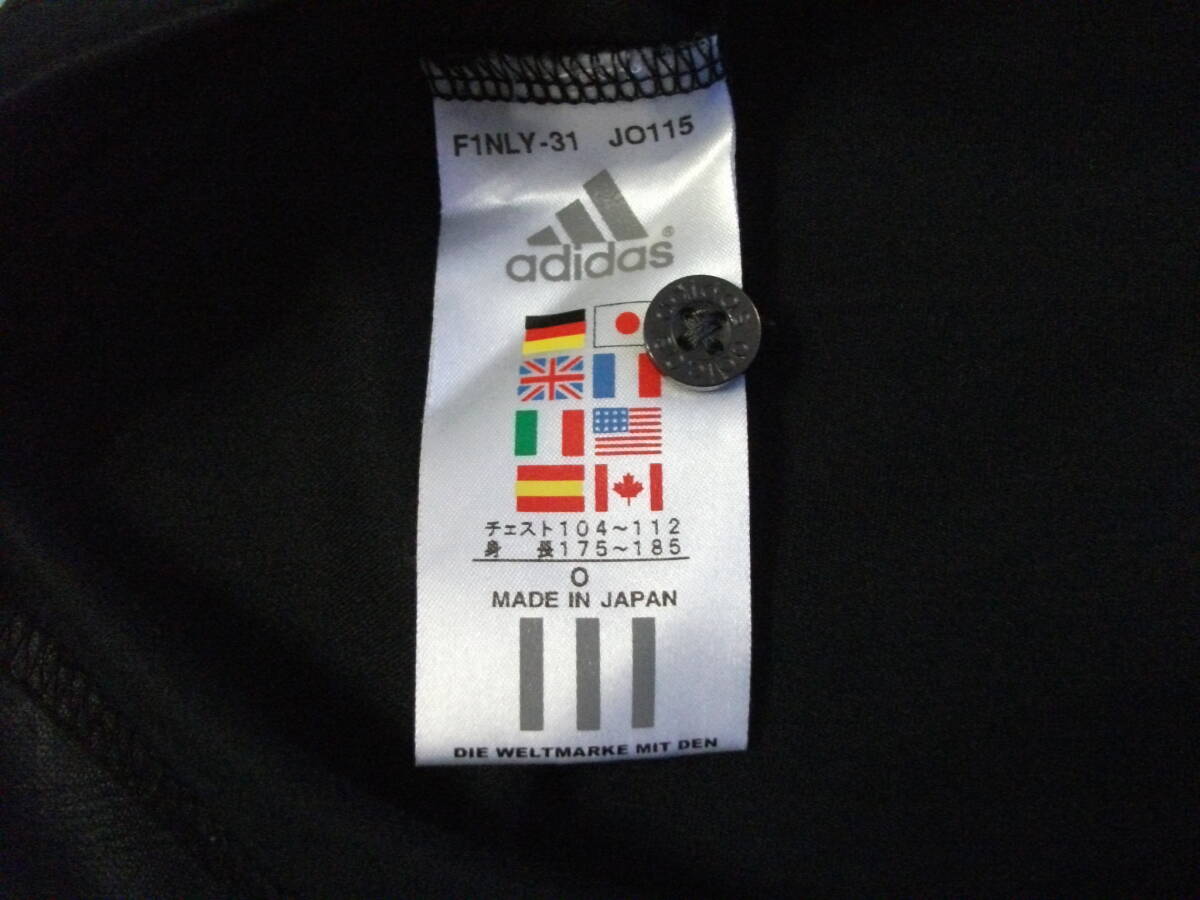 F1NLY-31 JO115
adidas®
チェスト104～112
身 長175～185
O
MADE IN JAPAN
DIE WELTMARKE MIT DEN